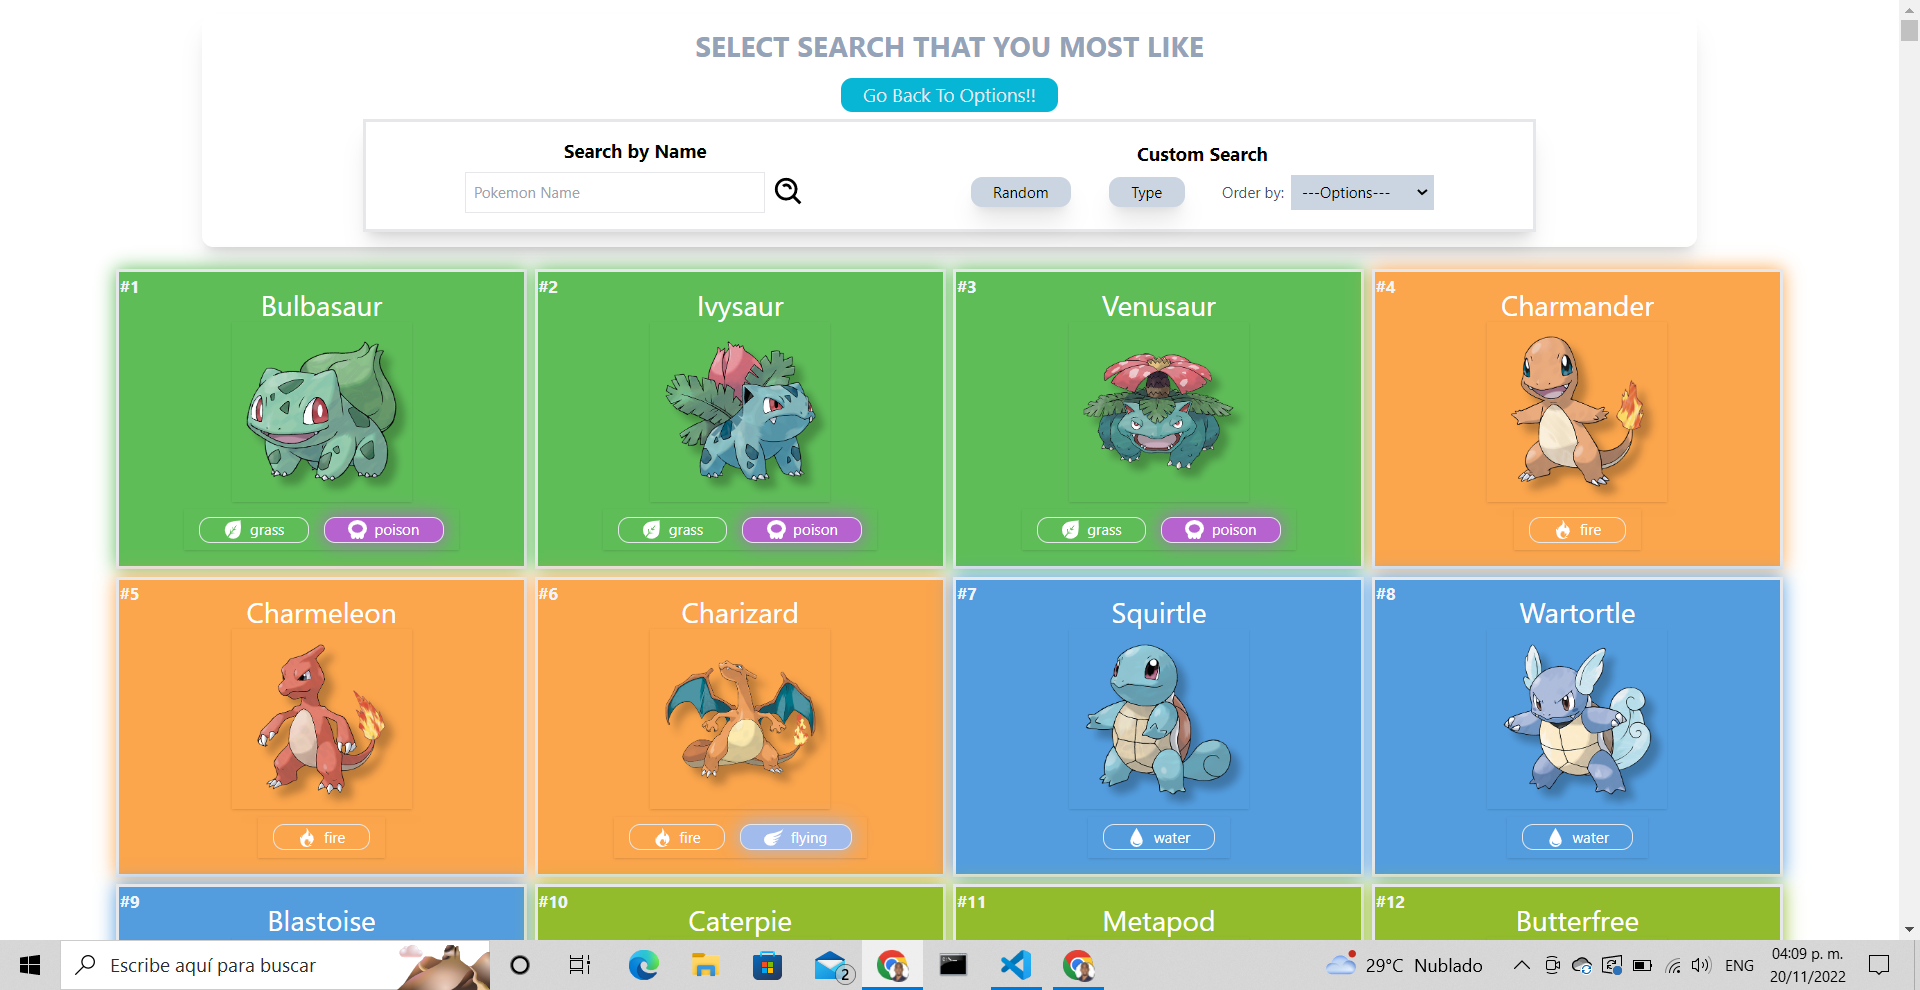 SELECT SEARCH THAT YOU MOST LIKE
Go Back To Options!!
Search by Name
Custom Search
Pokemon Name
Random
Type
Order by:
---Options---
#1
Bulbasaur
grass
poison
#2
Ivysaur
grass
poison
#3
Venusaur
grass
poison
#4
Charmander
fire
#5
Charmeleon
fire
#6
Charizard
fire
flying
#7
Squirtle
water
#8
Wartortle
water
#9
Blastoise
#10
Caterpie
#11
Metapod
#12
Butterfree
Escribe aquí para buscar
2
29°C Nublado
ENG
04:09 p. m.
20/11/2022